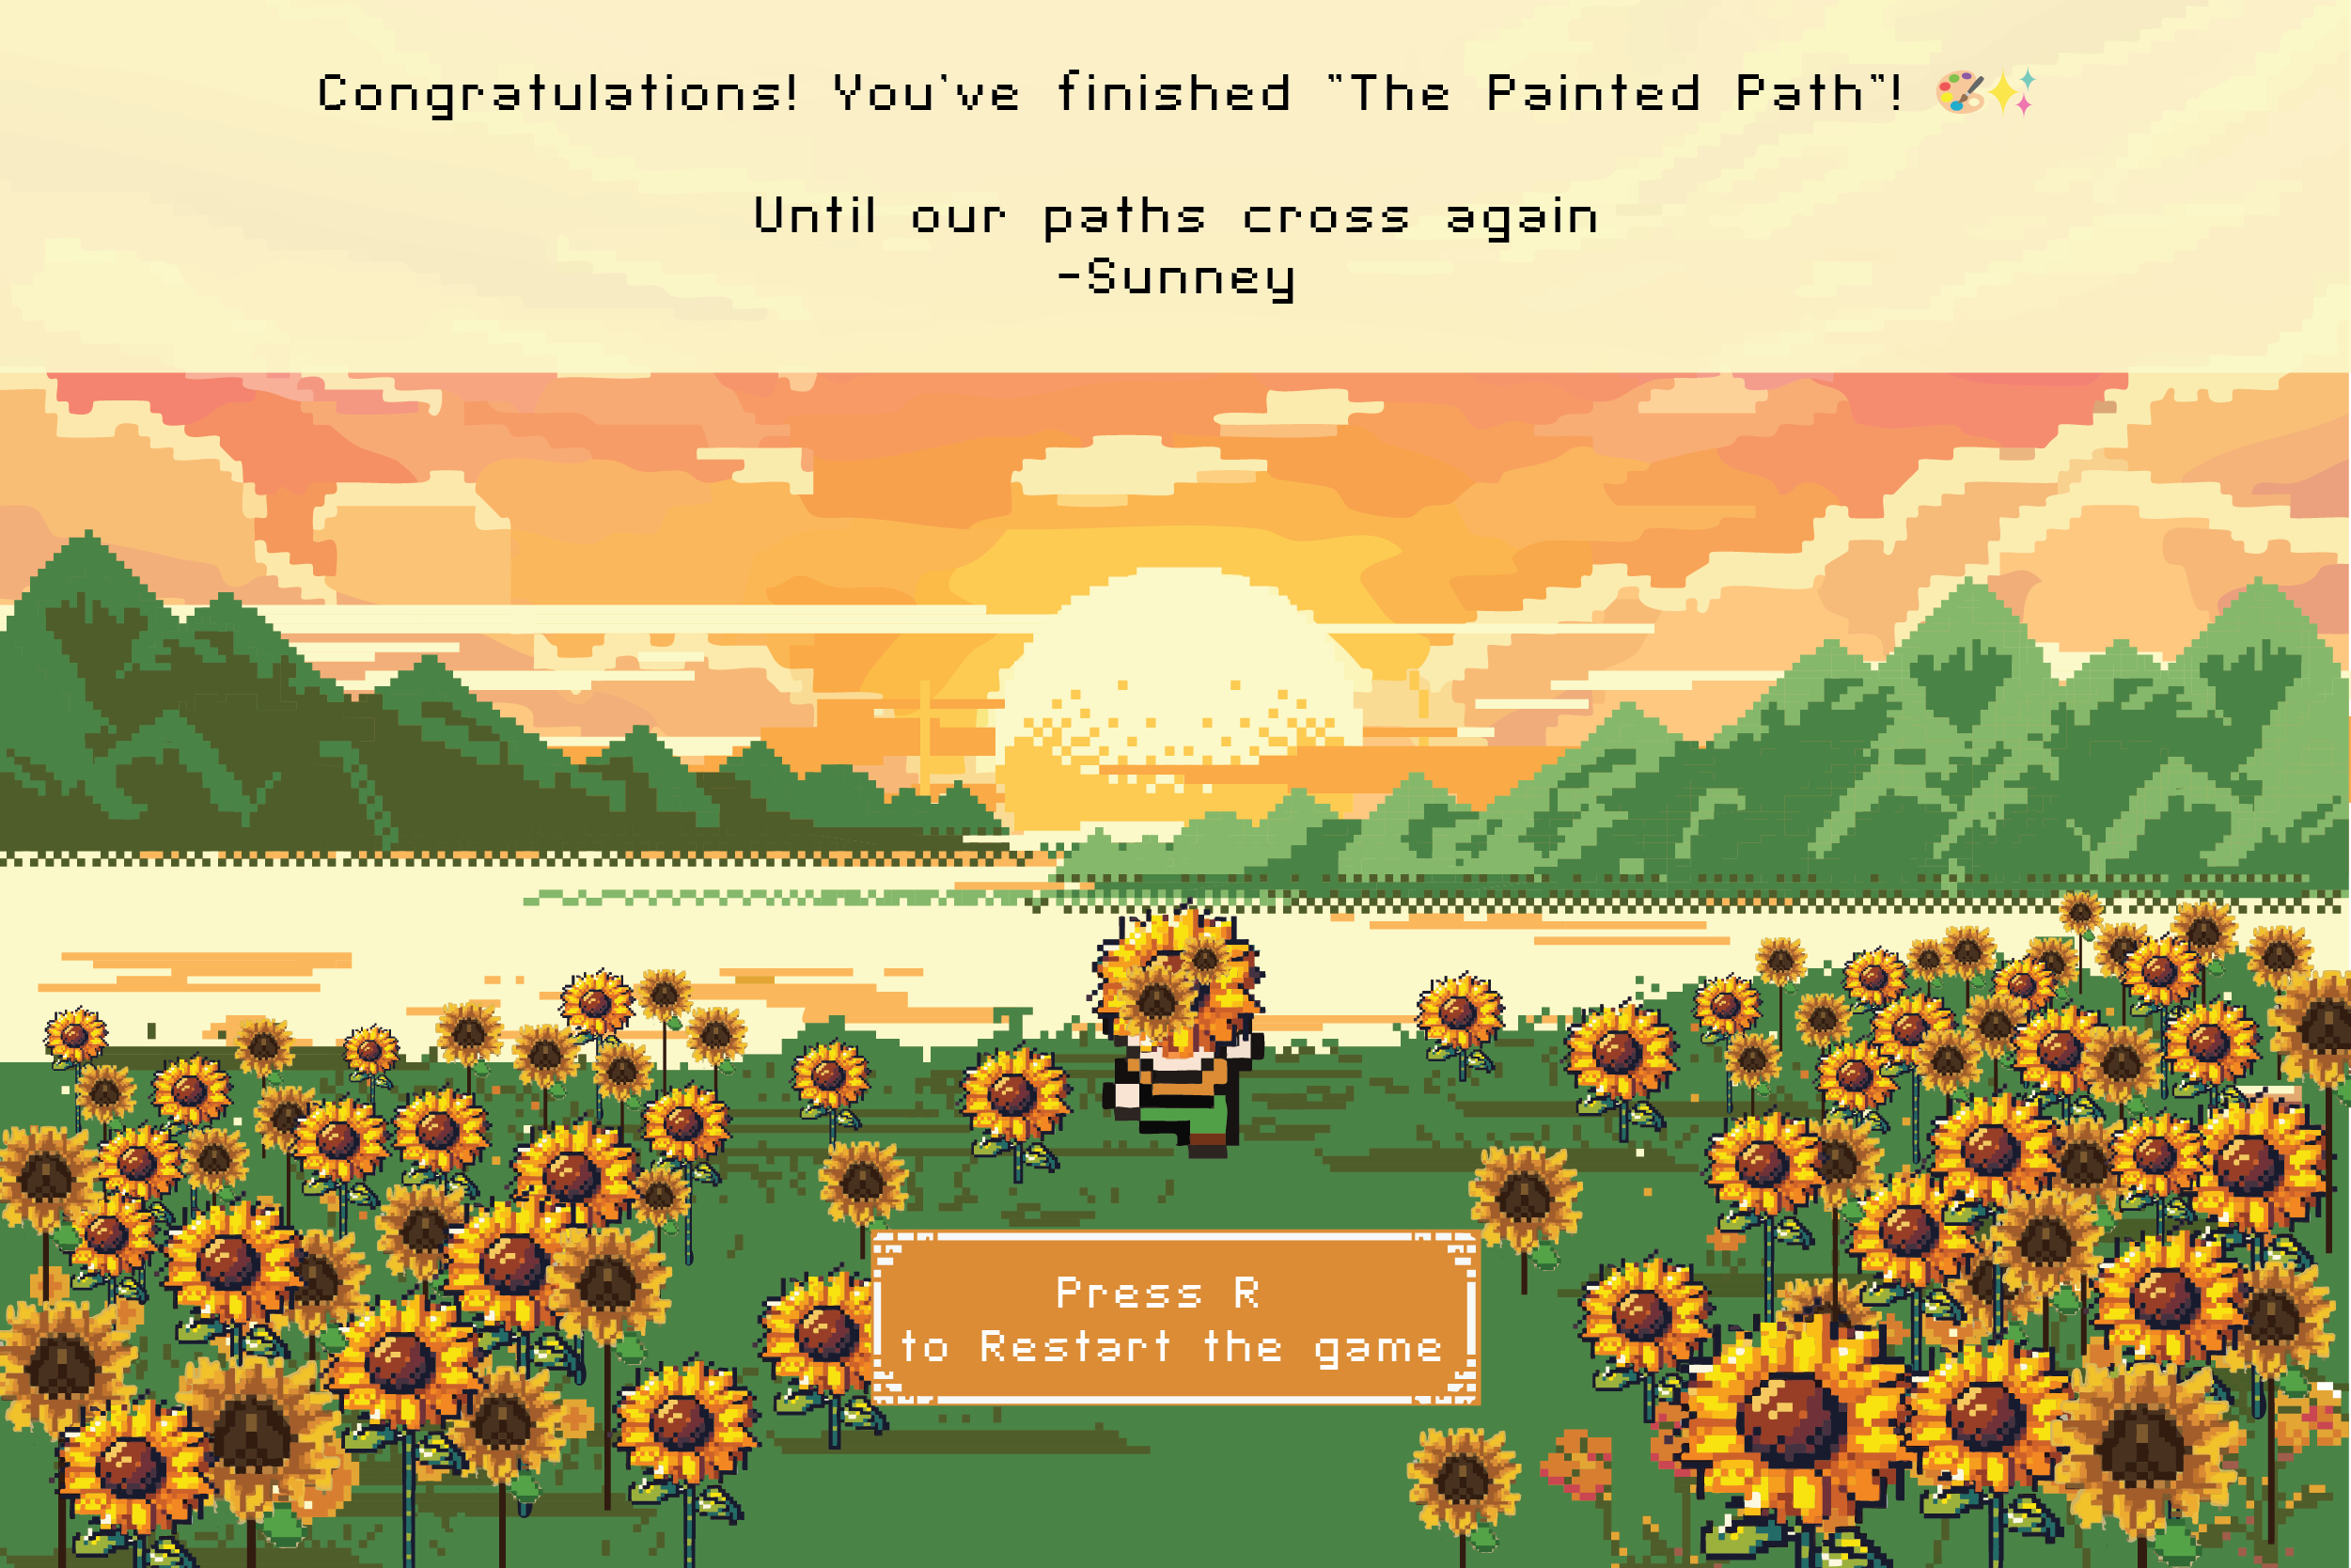 Congratulations! You've finished "The Painted Path"! 🎨✨
Until our paths cross again
-Sunney
Press R
to Restart the game